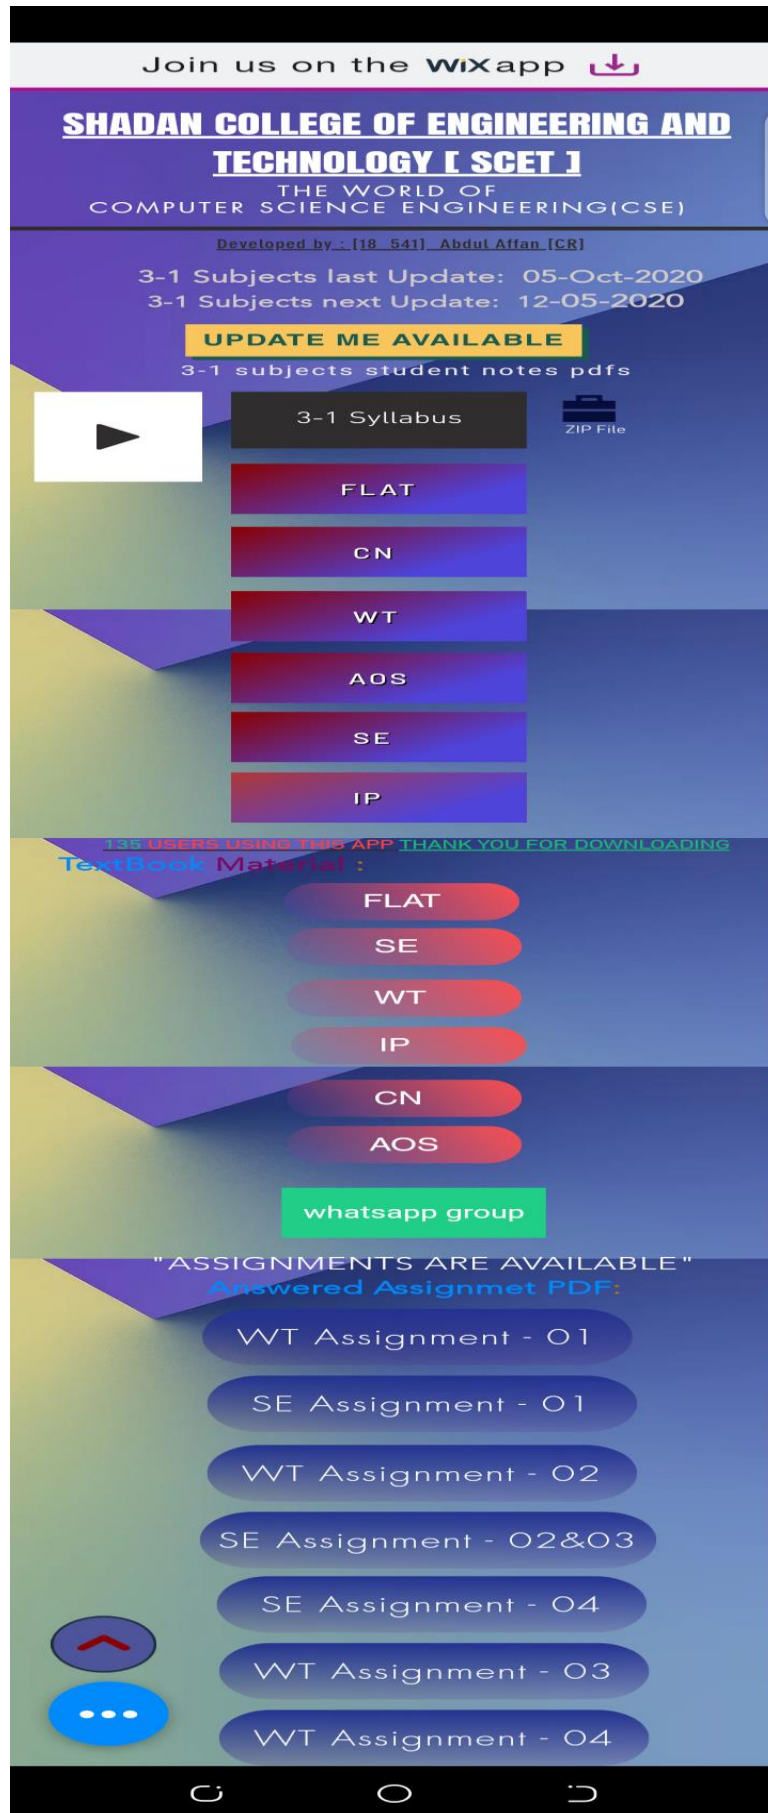 Join us on the WiX app
SHADAN COLLEGE OF ENGINEERING AND
TECHNOLOGY [ SCET ]
THE WORLD OF
COMPUTER SCIENCE ENGINEERING(CSE)
Developed by : [18_541]_Abdul Affan [CR]
3-1 Subjects last Update: 05-Oct-2020
3-1 Subjects next Update: 12-05-2020
UPDATE ME AVAILABLE
3-1 subjects student notes pdfs
3-1 Syllabus
ZIP File
FLAT
CN
WT
AOS
SE
IP
135 USERS USING THIS APP THANK YOU FOR DOWNLOADING
TextBook Material :
FLAT
SE
WT
IP
CN
AOS
whatsapp group
"ASSIGNMENTS ARE AVAILABLE"
Answered Assignmet PDF:
WT Assignment - 01
SE Assignment - 01
WT Assignment - 02
SE Assignment - 02&03
SE Assignment - 04
WT Assignment - 03
WT Assignment - 04